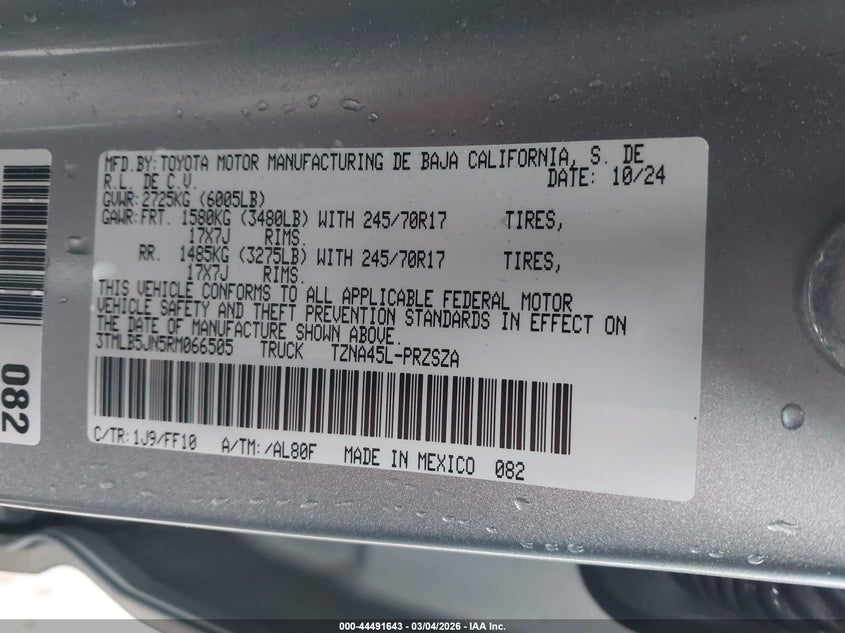 MFD. BY: TOYOTA MOTOR MANUFACTURING DE BAJA CALIFORNIA, S. DE
R.L. DE C.V. DATE: 10/24
GVWR: 2725KG (6005LB)
GAWR: FRT. 1580KG (3480LB) WITH 245/70R17 TIRES,
17X7J RIMS.
RR. 1485KG (3275LB) WITH 245/70R17 TIRES,
17X7J RIMS.
THIS VEHICLE CONFORMS TO ALL APPLICABLE FEDERAL MOTOR
VEHICLE SAFETY AND THEFT PREVENTION STANDARDS IN EFFECT ON
THE DATE OF MANUFACTURE SHOWN ABOVE.
3TMLB5JN5RM066505 TRUCK TZNA45L-PRZSZA
C/TR: 1J9/FF10 A/TM: /AL80F MADE IN MEXICO 082
082
000-44491643 | 03/04/2026 | IAA Inc.